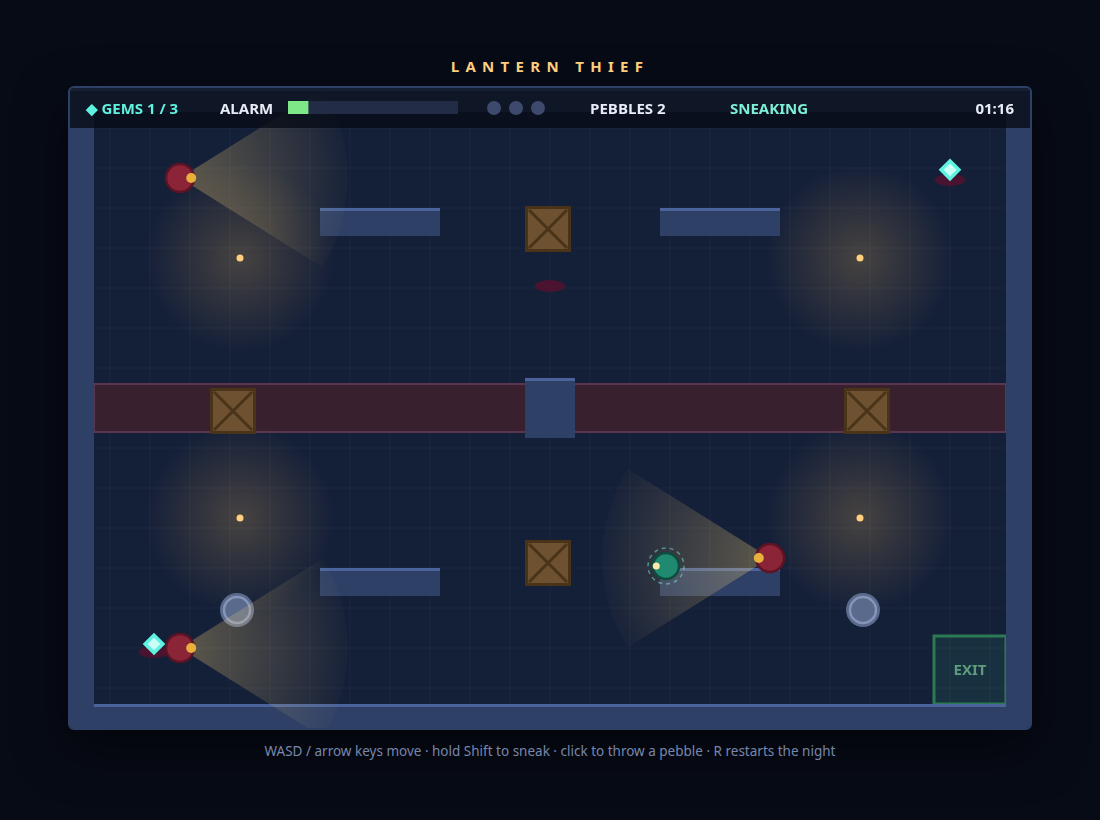 LANTERN THIEF
◆ GEMS 1 / 3 ALARM PEBBLES 2 SNEAKING 01:16
EXIT
WASD / arrow keys move · hold Shift to sneak · click to throw a pebble · R restarts the night